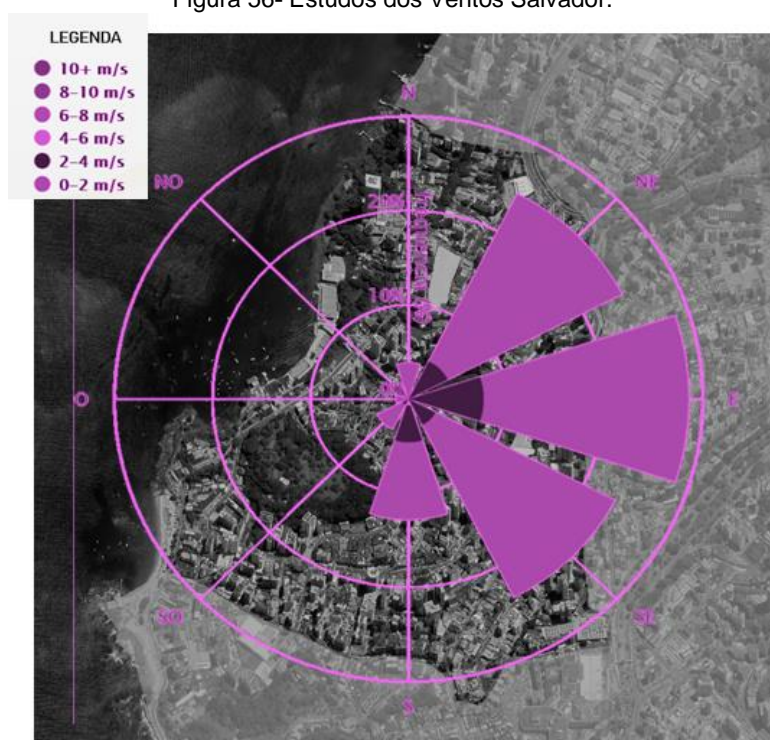 Figura 56- Estudos dos Ventos Salvador.
LEGENDA
10+ m/s
8-10 m/s
6-8 m/s
4-6 m/s
2-4 m/s
0-2 m/s
N
NO
NE
20%
10%
O
E
SO
SE
S